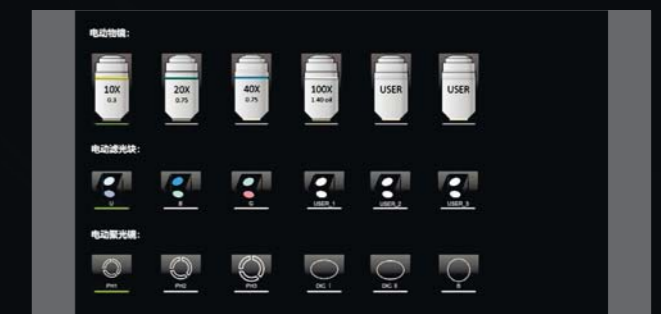 电动物镜:
10X 20X 40X 100X USER USER
0.3 0.75 0.75 1.40 oil
电动滤光块:
U B G USER_1 USER_2 USER_3
电动聚光镜:
PH1 PH2 PH3 DIC I DIC II B